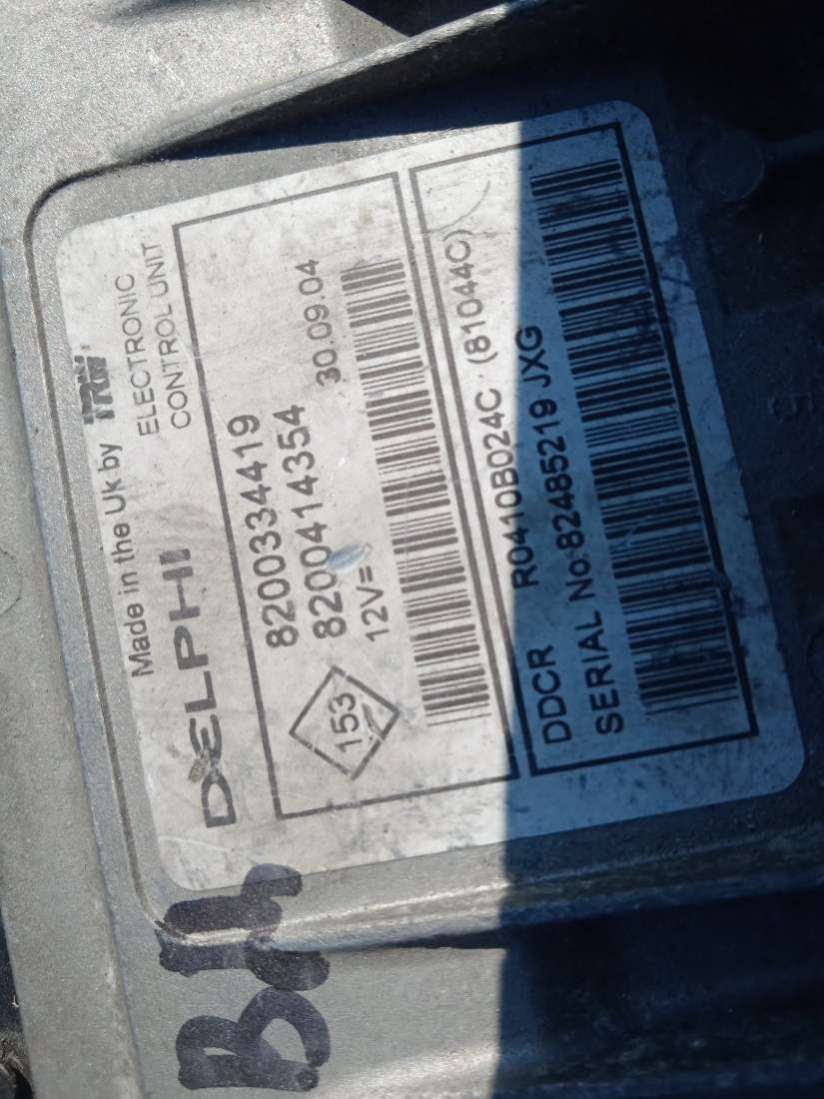 Made in the Uk by TRW
DELPHI
ELECTRONIC
CONTROL UNIT
8200334419
8200414354
153
12V=
30.09.04
DDCR R0410B024C (81044C)
SERIAL No 82485219 JXG